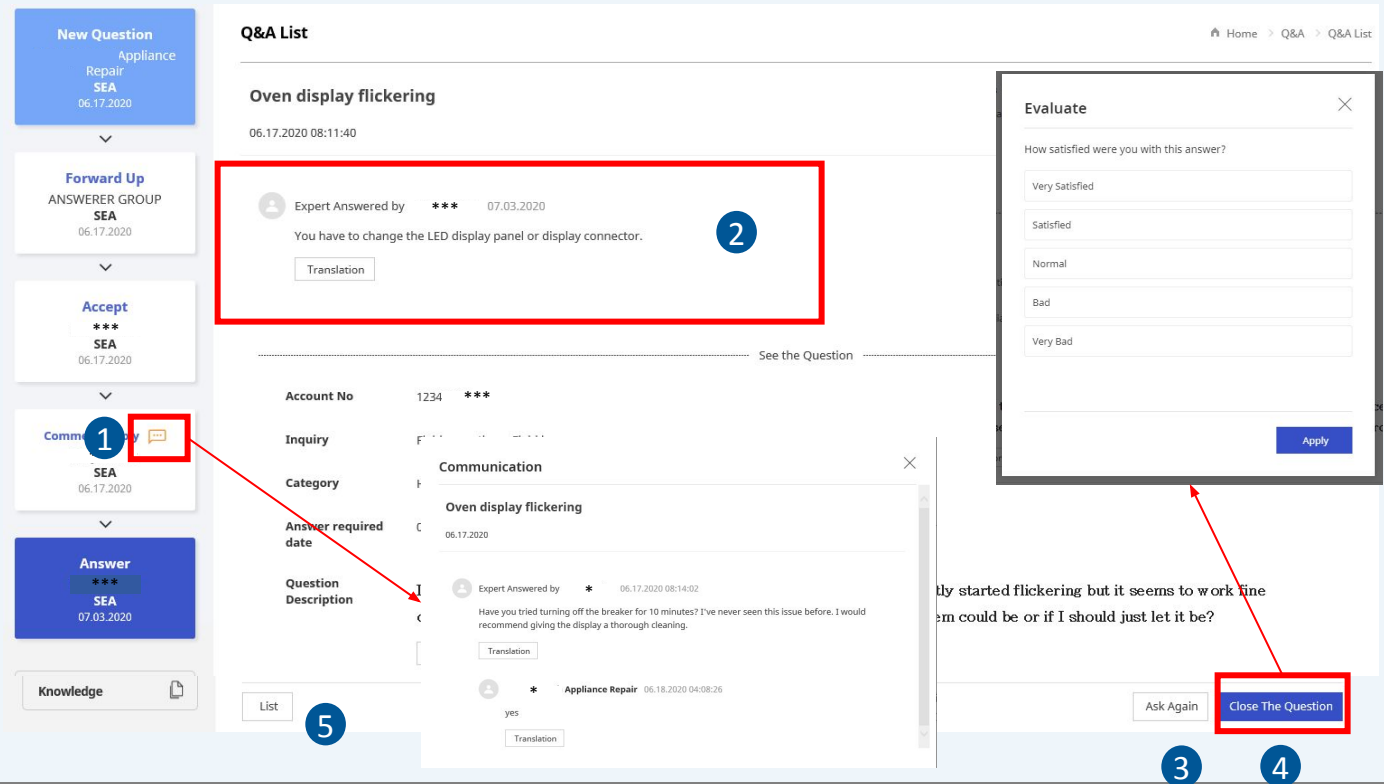 New Question
Appliance
Repair
SEA
06.17.2020
Forward Up
ANSWERER GROUP
SEA
06.17.2020
Accept
***
SEA
06.17.2020
1
SEA
06.17.2020
Answer
***
SEA
07.03.2020
Knowledge
Q&A List
Home > Q&A > Q&A List
Oven display flickering
06.17.2020 08:11:40
Expert Answered by *** 07.03.2020
You have to change the LED display panel or display connector.
Translation
2
See the Question
Account No 1234 ***
Inquiry
Category
Answer required
date
Question
Description
tly started flickering but it seems to work fine
em could be or if I should just let it be?
Communication
Oven display flickering
06.17.2020
Expert Answered by * 06.17.2020 08:14:02
Have you tried turning off the breaker for 10 minutes? I've never seen this issue before. I would
recommend giving the display a thorough cleaning.
Translation
* Appliance Repair 06.18.2020 04:08:26
yes
Translation
Evaluate
How satisfied were you with this answer?
Very Satisfied
Satisfied
Normal
Bad
Very Bad
Apply
List
5
Ask Again
Close The Question
3
4